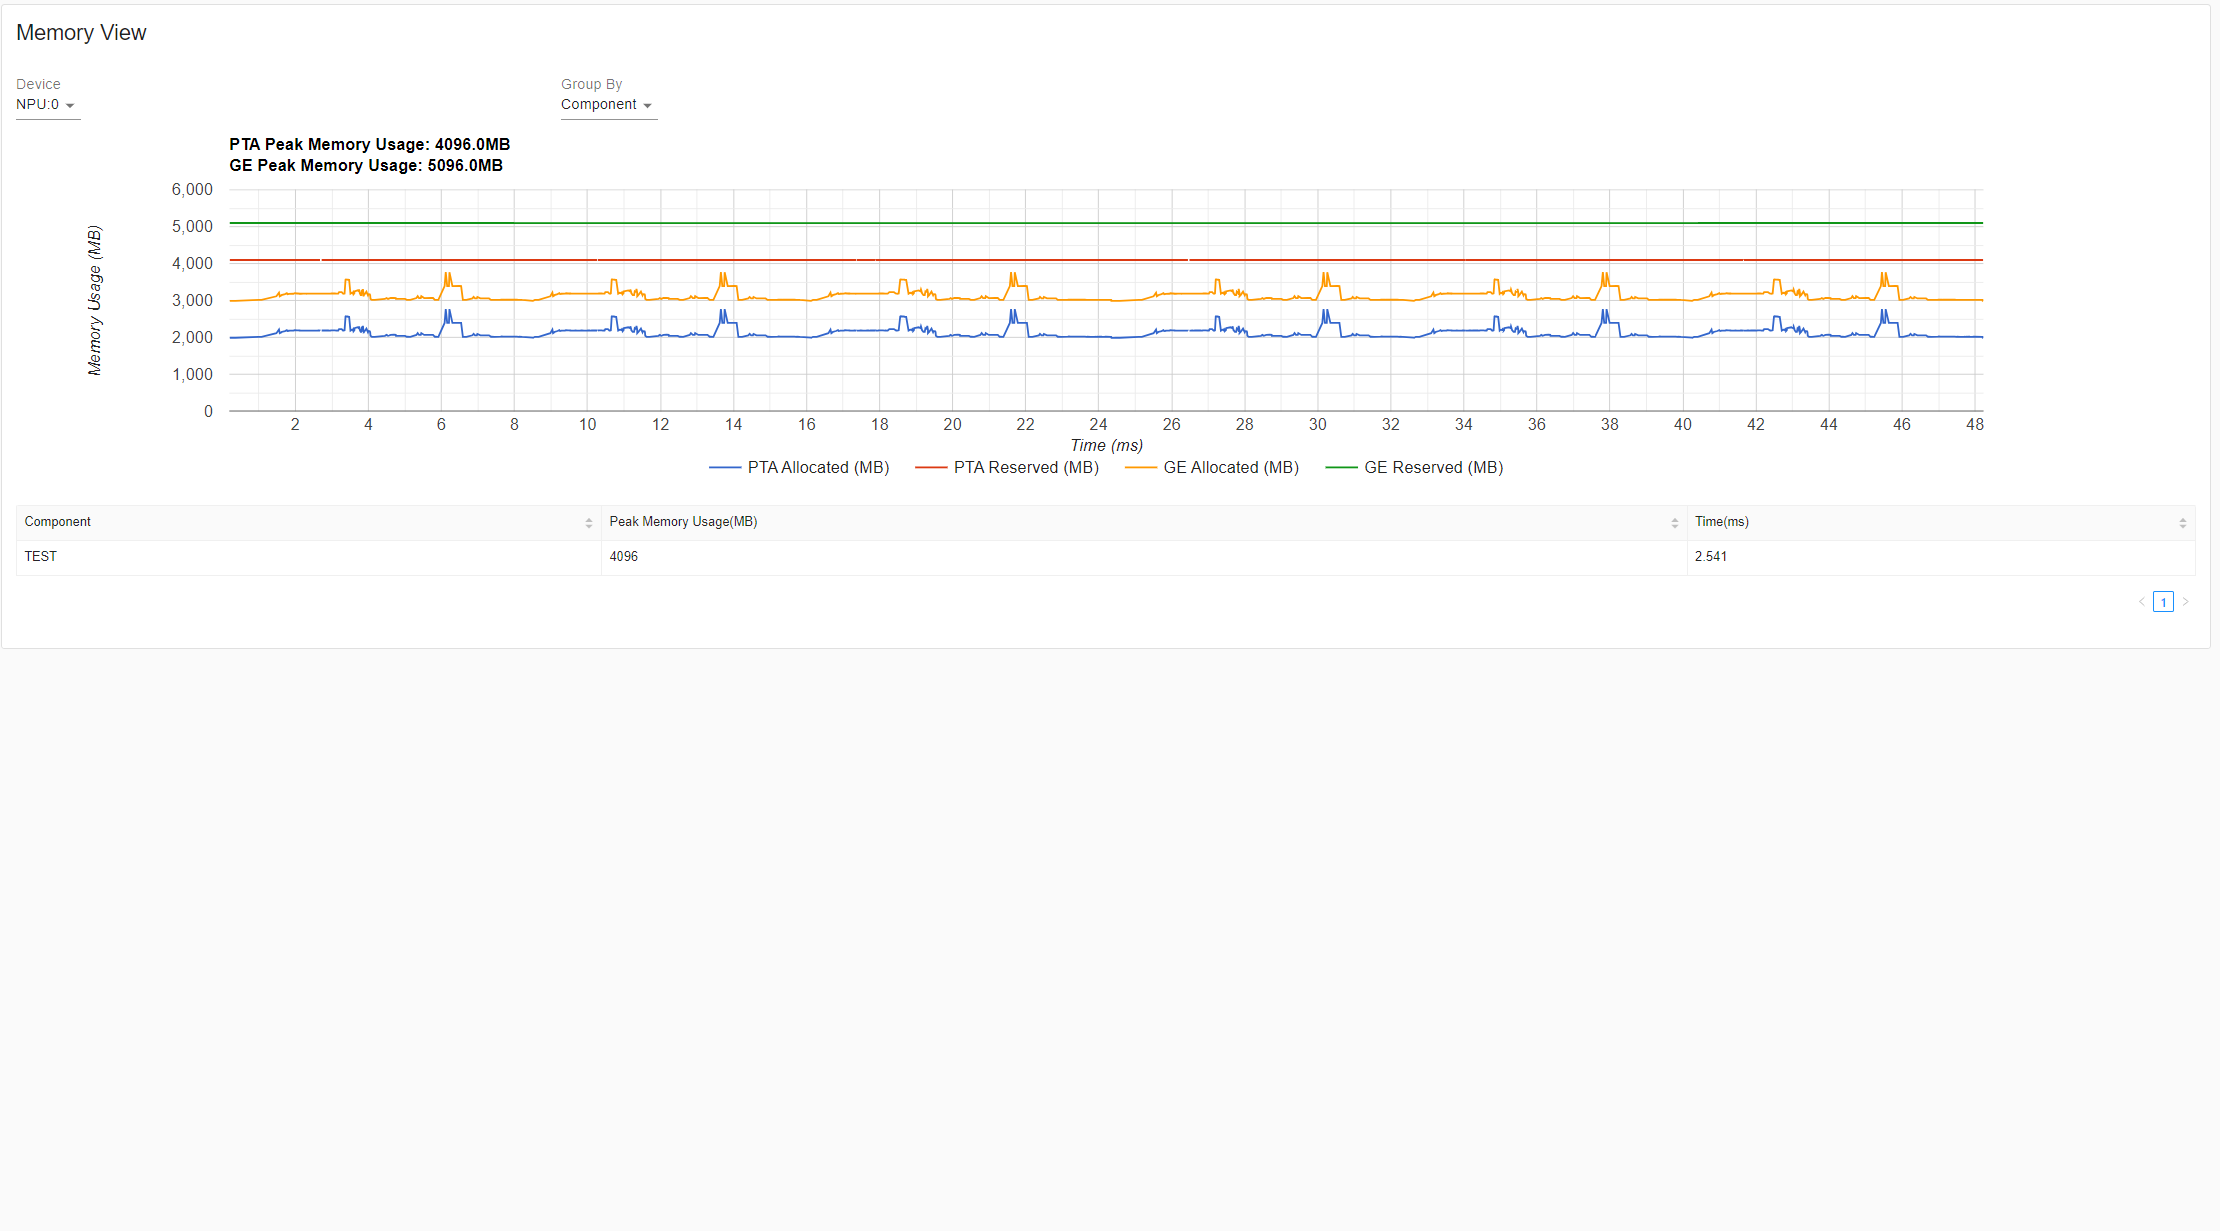 Memory View
Device
Group By
NPU:0
Component
PTA Peak Memory Usage: 4096.0MB
GE Peak Memory Usage: 5096.0MB
6,000
5,000
4,000
3,000
2,000
1,000
0
Memory Usage (MB)
2 4 6 8 10 12 14 16 18 20 22 24 26 28 30 32 34 36 38 40 42 44 46 48
Time (ms)
PTA Allocated (MB) PTA Reserved (MB) GE Allocated (MB) GE Reserved (MB)
Component Peak Memory Usage(MB) Time(ms)
TEST 4096 2.541
< 1 >